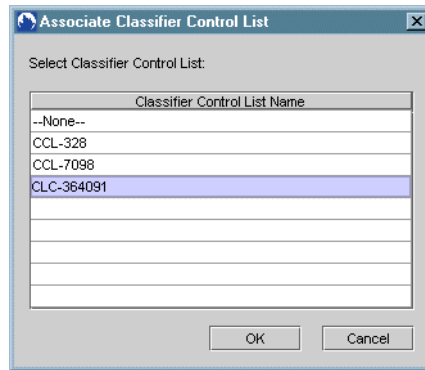 Associate Classifier Control List
Select Classifier Control List:
Classifier Control List Name
--None--
CCL-328
CCL-7098
CLC-364091
OK Cancel